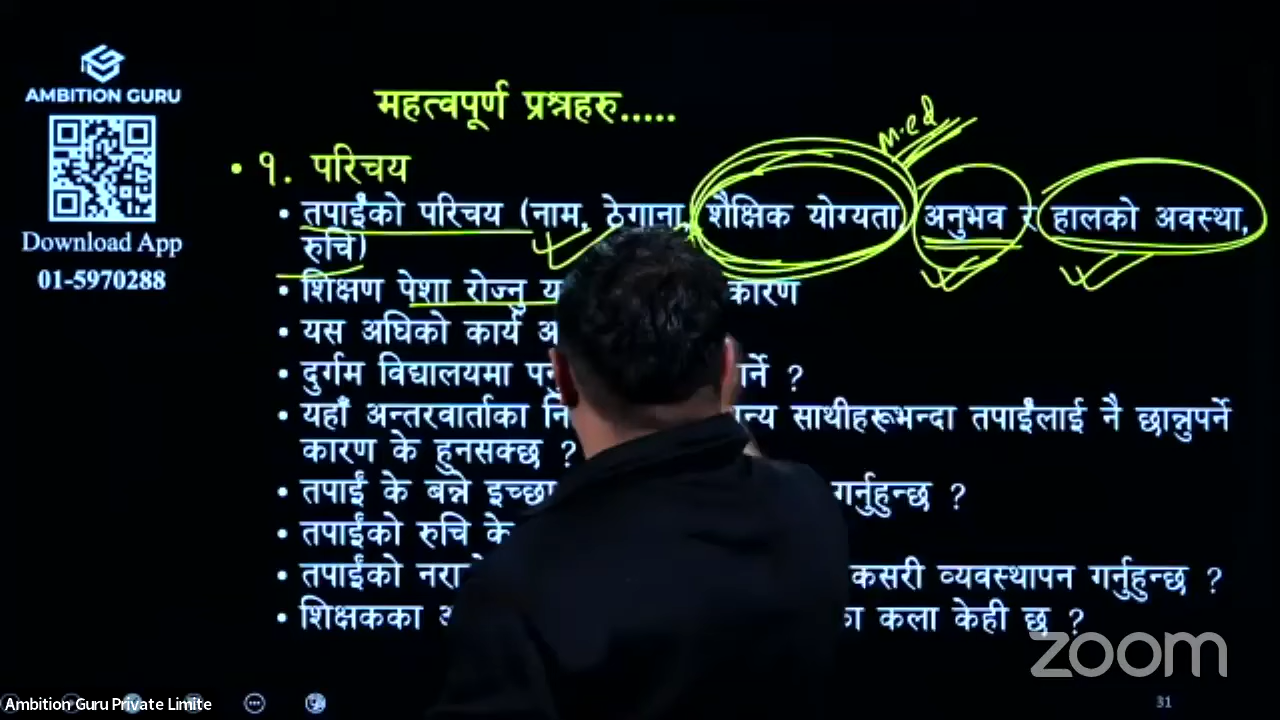 AMBITION GURU
Download App
01-5970288
महत्वपूर्ण प्रश्नहरु.....
M.ed
• १. परिचय
• तपाईंको परिचय (नाम, ठेगाना, शैक्षिक योग्यता, अनुभव र हालको अवस्था,
रुचि)
• शिक्षण पेशा रोज्नु कारण
• यस अघिको कार्य
• दुर्गम विद्यालयमा ?
• यहाँ अन्तरवार्ताका साथीहरूभन्दा तपाईंलाई नै छान्नुपर्ने
कारण के हुनसक्छ ?
• तपाईं के बन्ने इच्छा गर्नुहुन्छ ?
• तपाईंको रुचि के
• तपाईंको कसरी व्यवस्थापन गर्नुहुन्छ ?
• शिक्षकका कला केही छ ?
zoom
Ambition Guru Private Limite
31